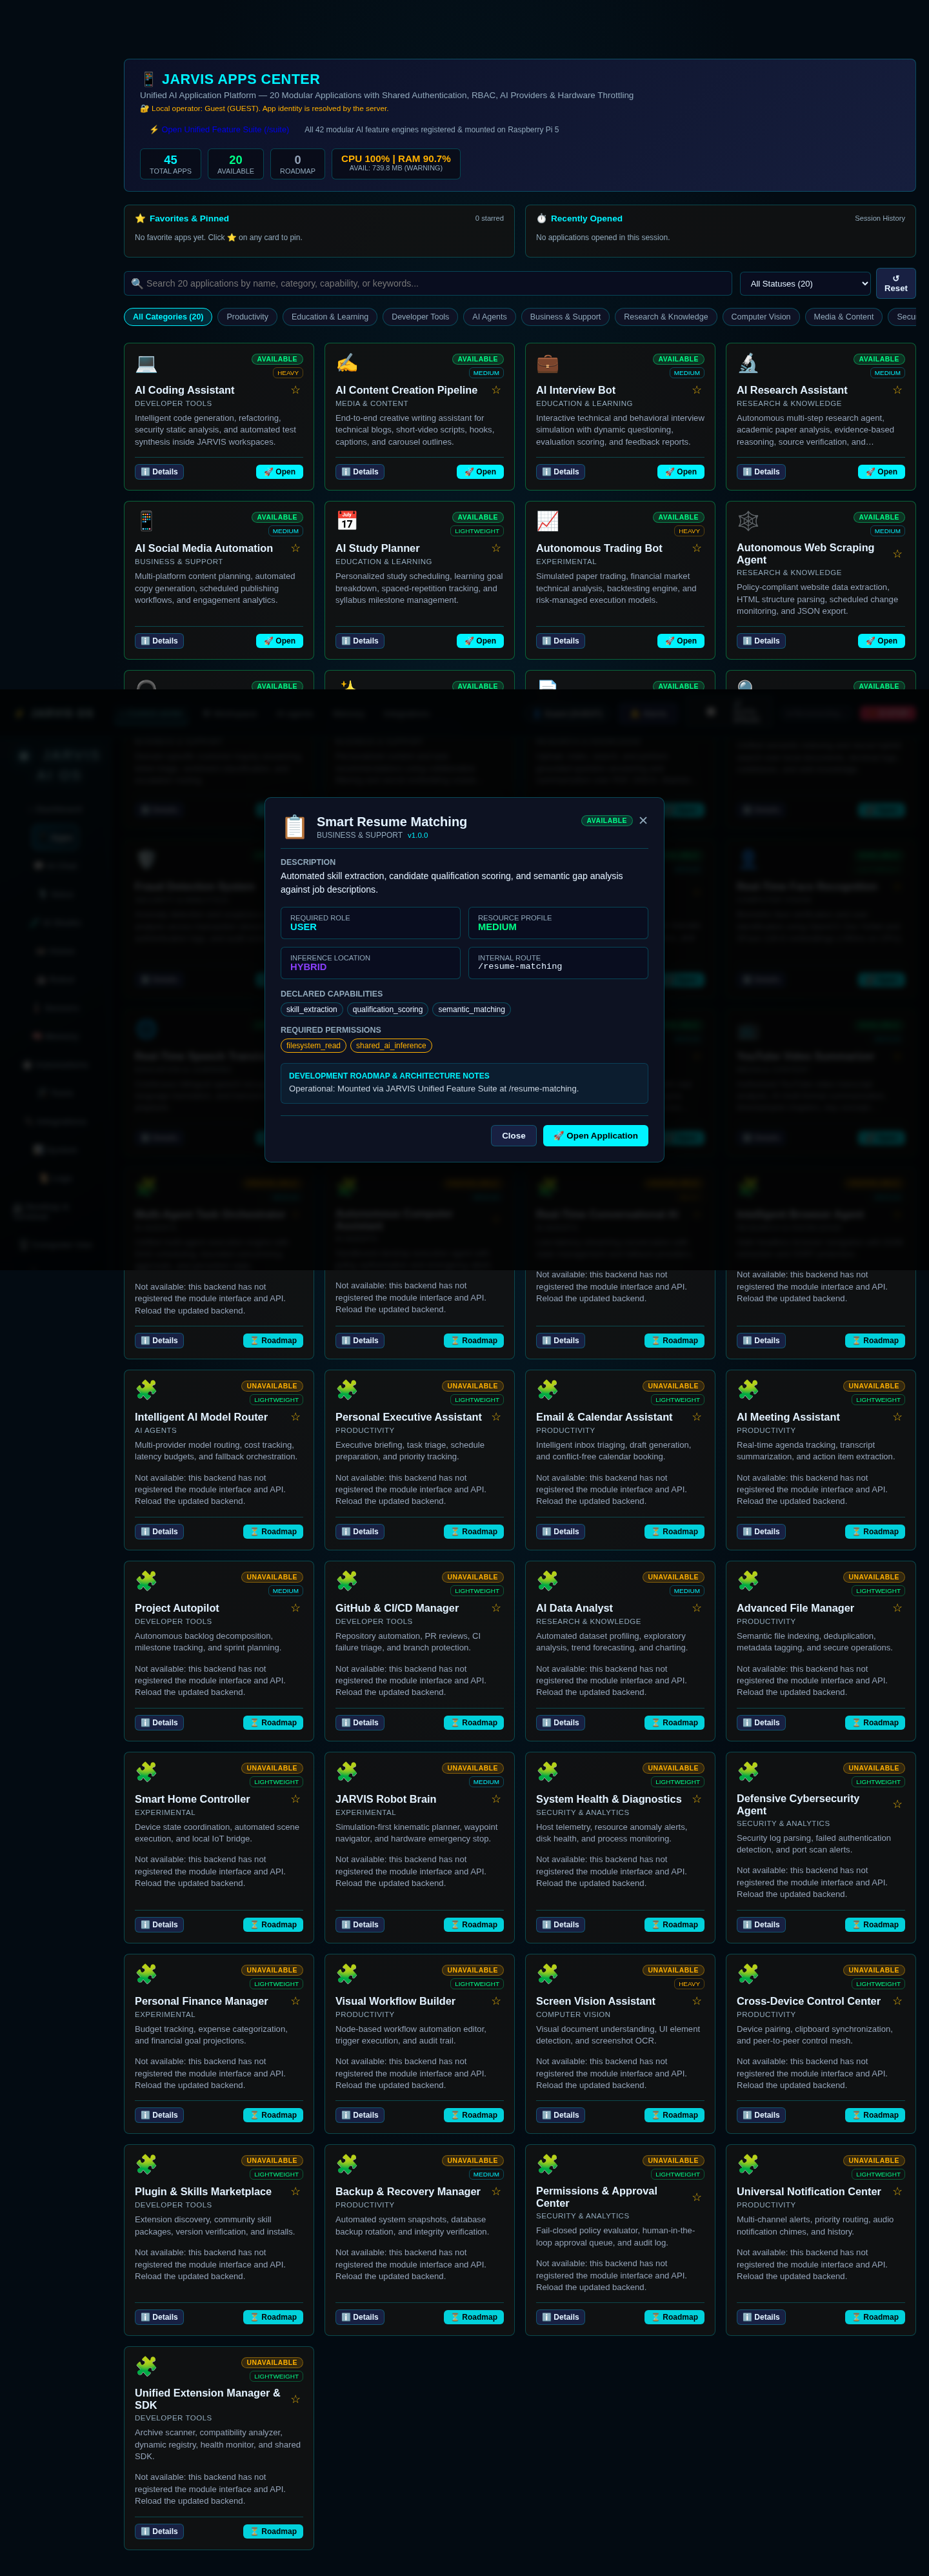 JARVIS APPS CENTER
Unified AI Application Platform — 20 Modular Applications with Shared Authentication, RBAC, AI Providers & Hardware Throttling
Local operator: Guest (GUEST). App identity is resolved by the server.
All 42 modular AI feature engines registered & mounted on Raspberry Pi 5
45
TOTAL APPS
20
AVAILABLE
0
ROADMAP
CPU 100% | RAM 90.7%
AVAIL: 739.8 MB (WARNING)
Favorites & Pinned
0 starred
No favorite apps yet. Click ⭐ on any card to pin.
Recently Opened
Session History
No applications opened in this session.
Search 20 applications by name, category, capability, or keywords...
All Statuses (20)
↺
Reset
All Categories (20)
Productivity
Education & Learning
Developer Tools
AI Agents
Business & Support
Research & Knowledge
Computer Vision
Media & Content
Secu
AVAILABLE
HEAVY
AI Coding Assistant
DEVELOPER TOOLS
Intelligent code generation, refactoring,
security static analysis, and automated test
synthesis inside JARVIS workspaces.
Details
Open
AVAILABLE
MEDIUM
AI Content Creation Pipeline
MEDIA & CONTENT
End-to-end creative writing assistant for
technical blogs, short-video scripts, hooks,
captions, and carousel outlines.
Details
Open
AVAILABLE
MEDIUM
AI Interview Bot
EDUCATION & LEARNING
Interactive technical and behavioral interview
simulation with dynamic questioning,
evaluation scoring, and feedback reports.
Details
Open
AVAILABLE
MEDIUM
AI Research Assistant
RESEARCH & KNOWLEDGE
Autonomous multi-step research agent,
academic paper analysis, evidence-based
reasoning, source verification, and…
Details
Open
AVAILABLE
MEDIUM
AI Social Media Automation
BUSINESS & SUPPORT
Multi-platform content planning, automated
copy generation, scheduled publishing
workflows, and engagement analytics.
Details
Open
AVAILABLE
LIGHTWEIGHT
AI Study Planner
EDUCATION & LEARNING
Personalized study scheduling, learning goal
breakdown, spaced-repetition tracking, and
syllabus milestone management.
Details
Open
AVAILABLE
HEAVY
Autonomous Trading Bot
EXPERIMENTAL
Simulated paper trading, financial market
technical analysis, backtesting engine, and
risk-managed execution models.
Details
Open
AVAILABLE
MEDIUM
Autonomous Web Scraping
Agent
RESEARCH & KNOWLEDGE
Policy-compliant website data extraction,
HTML structure parsing, scheduled change
monitoring, and JSON export.
Details
Open
AVAILABLE
AVAILABLE
AVAILABLE
AVAILABLE
Smart Resume Matching
BUSINESS & SUPPORT v1.0.0
AVAILABLE
✕
DESCRIPTION
Automated skill extraction, candidate qualification scoring, and semantic gap analysis
against job descriptions.
REQUIRED ROLE
USER
RESOURCE PROFILE
MEDIUM
INFERENCE LOCATION
HYBRID
INTERNAL ROUTE
/resume-matching
DECLARED CAPABILITIES
skill_extraction
qualification_scoring
semantic_matching
REQUIRED PERMISSIONS
filesystem_read
shared_ai_inference
DEVELOPMENT ROADMAP & ARCHITECTURE NOTES
Operational: Mounted via JARVIS Unified Feature Suite at /resume-matching.
Close
Open Application
Not available: this backend has not
registered the module interface and API.
Reload the updated backend.
Details
Roadmap
Not available: this backend has not
registered the module interface and API.
Reload the updated backend.
Details
Roadmap
Not available: this backend has not
registered the module interface and API.
Reload the updated backend.
Details
Roadmap
Not available: this backend has not
registered the module interface and API.
Reload the updated backend.
Details
Roadmap
UNAVAILABLE
LIGHTWEIGHT
Intelligent AI Model Router
AI AGENTS
Multi-provider model routing, cost tracking,
latency budgets, and fallback orchestration.
Not available: this backend has not
registered the module interface and API.
Reload the updated backend.
Details
Roadmap
UNAVAILABLE
LIGHTWEIGHT
Personal Executive Assistant
PRODUCTIVITY
Executive briefing, task triage, schedule
preparation, and priority tracking.
Not available: this backend has not
registered the module interface and API.
Reload the updated backend.
Details
Roadmap
UNAVAILABLE
LIGHTWEIGHT
Email & Calendar Assistant
PRODUCTIVITY
Intelligent inbox triaging, draft generation,
and conflict-free calendar booking.
Not available: this backend has not
registered the module interface and API.
Reload the updated backend.
Details
Roadmap
UNAVAILABLE
LIGHTWEIGHT
AI Meeting Assistant
PRODUCTIVITY
Real-time agenda tracking, transcript
summarization, and action item extraction.
Not available: this backend has not
registered the module interface and API.
Reload the updated backend.
Details
Roadmap
UNAVAILABLE
MEDIUM
Project Autopilot
DEVELOPER TOOLS
Autonomous backlog decomposition,
milestone tracking, and sprint planning.
Not available: this backend has not
registered the module interface and API.
Reload the updated backend.
Details
Roadmap
UNAVAILABLE
LIGHTWEIGHT
GitHub & CI/CD Manager
DEVELOPER TOOLS
Repository automation, PR reviews, CI
failure triage, and branch protection.
Not available: this backend has not
registered the module interface and API.
Reload the updated backend.
Details
Roadmap
UNAVAILABLE
MEDIUM
AI Data Analyst
RESEARCH & KNOWLEDGE
Automated dataset profiling, exploratory
analysis, trend forecasting, and charting.
Not available: this backend has not
registered the module interface and API.
Reload the updated backend.
Details
Roadmap
UNAVAILABLE
LIGHTWEIGHT
Advanced File Manager
PRODUCTIVITY
Semantic file indexing, deduplication,
metadata tagging, and secure operations.
Not available: this backend has not
registered the module interface and API.
Reload the updated backend.
Details
Roadmap
UNAVAILABLE
LIGHTWEIGHT
Smart Home Controller
EXPERIMENTAL
Device state coordination, automated scene
execution, and local IoT bridge.
Not available: this backend has not
registered the module interface and API.
Reload the updated backend.
Details
Roadmap
UNAVAILABLE
MEDIUM
JARVIS Robot Brain
EXPERIMENTAL
Simulation-first kinematic planner, waypoint
navigator, and hardware emergency stop.
Not available: this backend has not
registered the module interface and API.
Reload the updated backend.
Details
Roadmap
UNAVAILABLE
LIGHTWEIGHT
System Health & Diagnostics
SECURITY & ANALYTICS
Host telemetry, resource anomaly alerts,
disk health, and process monitoring.
Not available: this backend has not
registered the module interface and API.
Reload the updated backend.
Details
Roadmap
UNAVAILABLE
LIGHTWEIGHT
Defensive Cybersecurity
Agent
SECURITY & ANALYTICS
Security log parsing, failed authentication
detection, and port scan alerts.
Not available: this backend has not
registered the module interface and API.
Reload the updated backend.
Details
Roadmap
UNAVAILABLE
LIGHTWEIGHT
Personal Finance Manager
EXPERIMENTAL
Budget tracking, expense categorization,
and financial goal projections.
Not available: this backend has not
registered the module interface and API.
Reload the updated backend.
Details
Roadmap
UNAVAILABLE
LIGHTWEIGHT
Visual Workflow Builder
PRODUCTIVITY
Node-based workflow automation editor,
trigger execution, and audit trail.
Not available: this backend has not
registered the module interface and API.
Reload the updated backend.
Details
Roadmap
UNAVAILABLE
HEAVY
Screen Vision Assistant
COMPUTER VISION
Visual document understanding, UI element
detection, and screenshot OCR.
Not available: this backend has not
registered the module interface and API.
Reload the updated backend.
Details
Roadmap
UNAVAILABLE
LIGHTWEIGHT
Cross-Device Control Center
PRODUCTIVITY
Device pairing, clipboard synchronization,
and peer-to-peer control mesh.
Not available: this backend has not
registered the module interface and API.
Reload the updated backend.
Details
Roadmap
UNAVAILABLE
LIGHTWEIGHT
Plugin & Skills Marketplace
DEVELOPER TOOLS
Extension discovery, community skill
packages, version verification, and installs.
Not available: this backend has not
registered the module interface and API.
Reload the updated backend.
Details
Roadmap
UNAVAILABLE
MEDIUM
Backup & Recovery Manager
PRODUCTIVITY
Automated system snapshots, database
backup rotation, and integrity verification.
Not available: this backend has not
registered the module interface and API.
Reload the updated backend.
Details
Roadmap
UNAVAILABLE
LIGHTWEIGHT
Permissions & Approval
Center
SECURITY & ANALYTICS
Fail-closed policy evaluator, human-in-the-
loop approval queue, and audit log.
Not available: this backend has not
registered the module interface and API.
Reload the updated backend.
Details
Roadmap
UNAVAILABLE
LIGHTWEIGHT
Universal Notification Center
PRODUCTIVITY
Multi-channel alerts, priority routing, audio
notification chimes, and history.
Not available: this backend has not
registered the module interface and API.
Reload the updated backend.
Details
Roadmap
UNAVAILABLE
LIGHTWEIGHT
Unified Extension Manager &
SDK
DEVELOPER TOOLS
Archive scanner, compatibility analyzer,
dynamic registry, health monitor, and shared
SDK.
Not available: this backend has not
registered the module interface and API.
Reload the updated backend.
Details
Roadmap